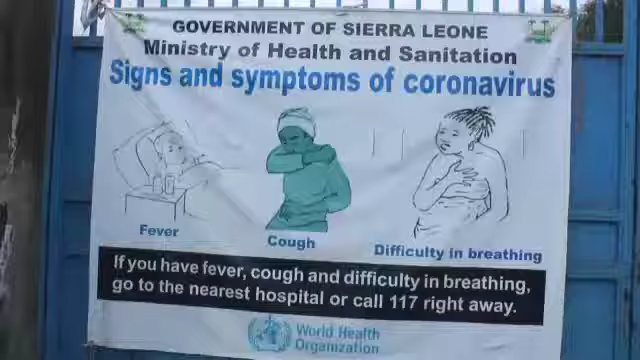 GOVERNMENT OF SIERRA LEONE
Ministry of Health and Sanitation
Signs and symptoms of coronavirus
Fever
Cough
Difficulty in breathing
If you have fever, cough and difficulty in breathing,
go to the nearest hospital or call 117 right away.
World Health
Organization